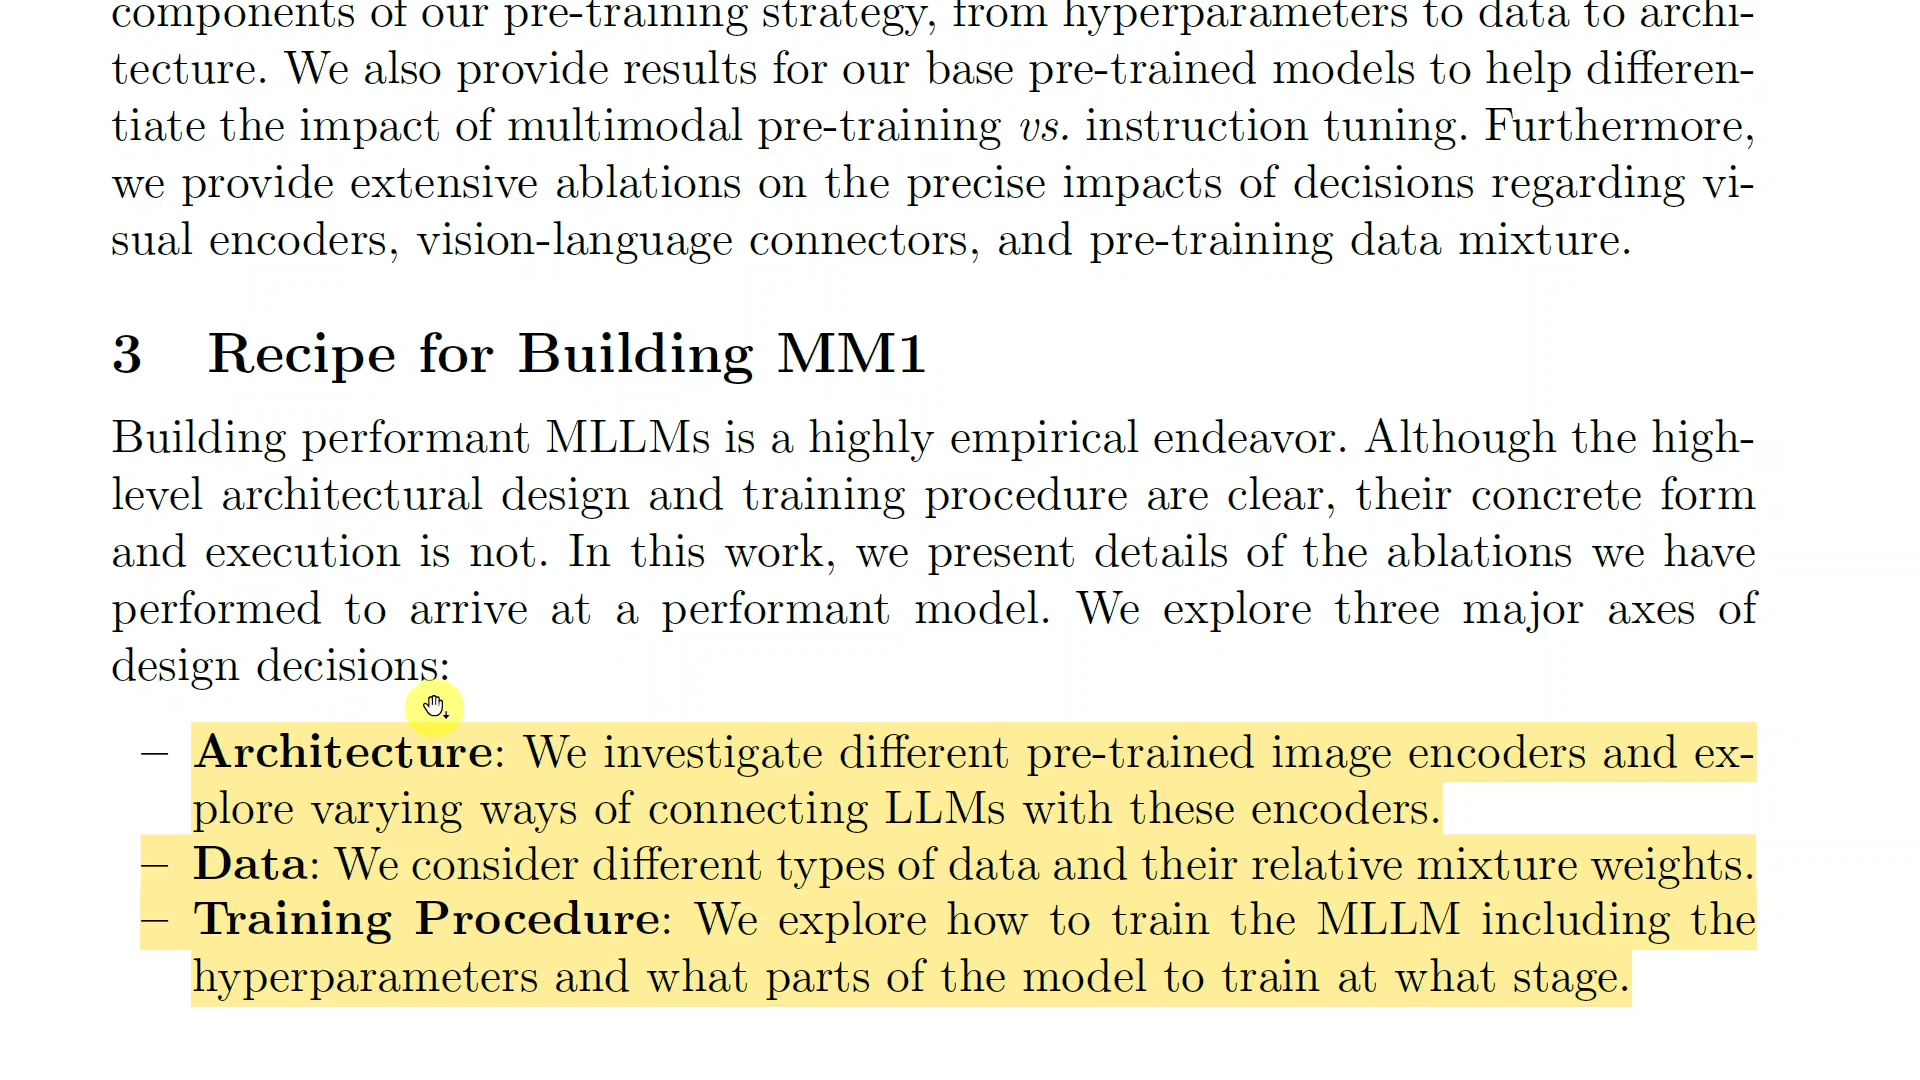 components of our pre-training strategy, from hyperparameters to data to archi-
tecture. We also provide results for our base pre-trained models to help differen-
tiate the impact of multimodal pre-training vs. instruction tuning. Furthermore,
we provide extensive ablations on the precise impacts of decisions regarding vi-
sual encoders, vision-language connectors, and pre-training data mixture.
3 Recipe for Building MM1
Building performant MLLMs is a highly empirical endeavor. Although the high-
level architectural design and training procedure are clear, their concrete form
and execution is not. In this work, we present details of the ablations we have
performed to arrive at a performant model. We explore three major axes of
design decisions:
– Architecture: We investigate different pre-trained image encoders and ex-
plore varying ways of connecting LLMs with these encoders.
– Data: We consider different types of data and their relative mixture weights.
– Training Procedure: We explore how to train the MLLM including the
hyperparameters and what parts of the model to train at what stage.